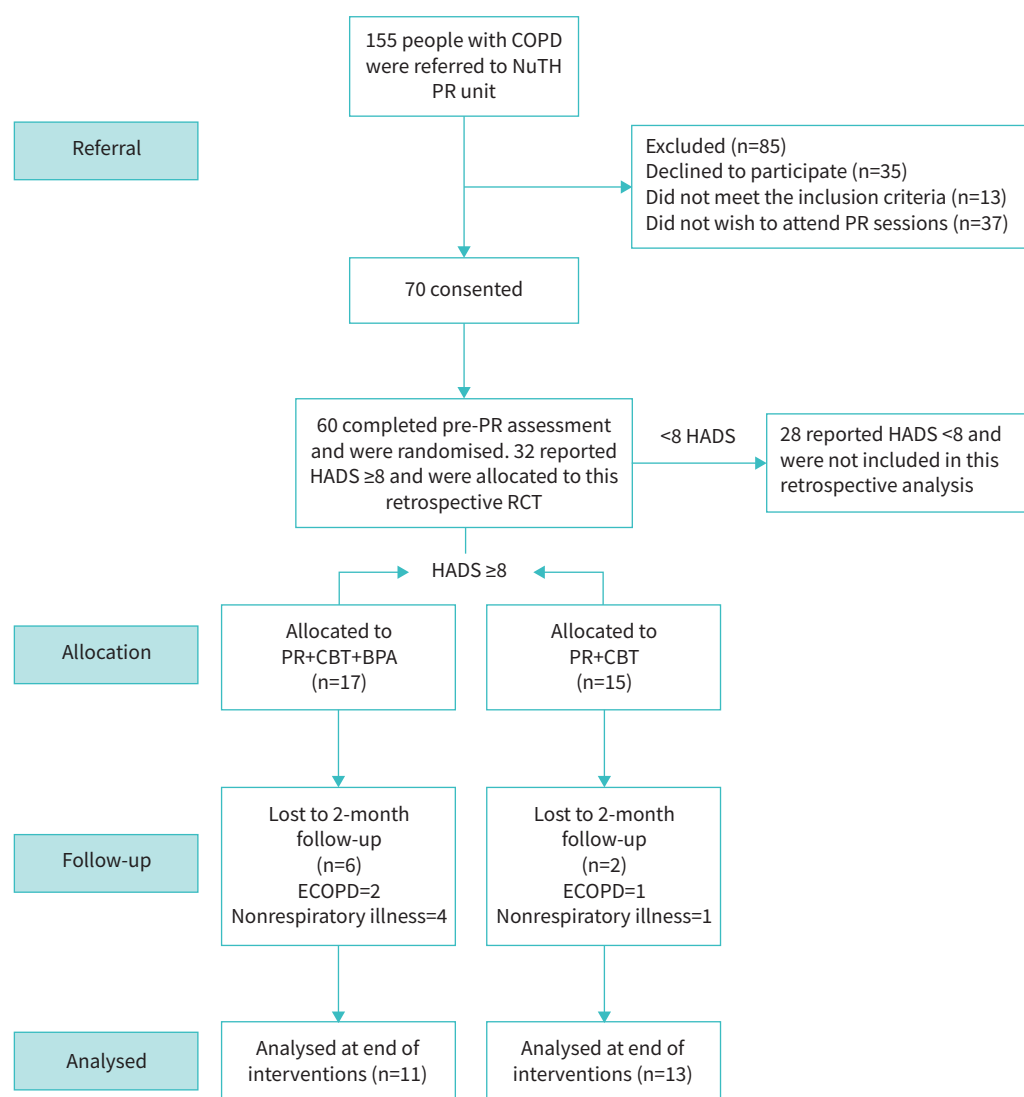 155 people with COPD
were referred to NuTH
PR unit
Referral
Excluded (n=85)
Declined to participate (n=35)
Did not meet the inclusion criteria (n=13)
Did not wish to attend PR sessions (n=37)
70 consented
60 completed pre-PR assessment
and were randomised. 32 reported
HADS ≥8 and were allocated to this
retrospective RCT
<8 HADS
28 reported HADS <8 and
were not included in this
retrospective analysis
HADS ≥8
Allocation
Allocated to
PR+CBT+BPA
(n=17)
Allocated to
PR+CBT
(n=15)
Follow-up
Lost to 2-month
follow-up
(n=6)
ECOPD=2
Nonrespiratory illness=4
Lost to 2-month
follow-up
(n=2)
ECOPD=1
Nonrespiratory illness=1
Analysed
Analysed at end of
interventions (n=11)
Analysed at end of
interventions (n=13)